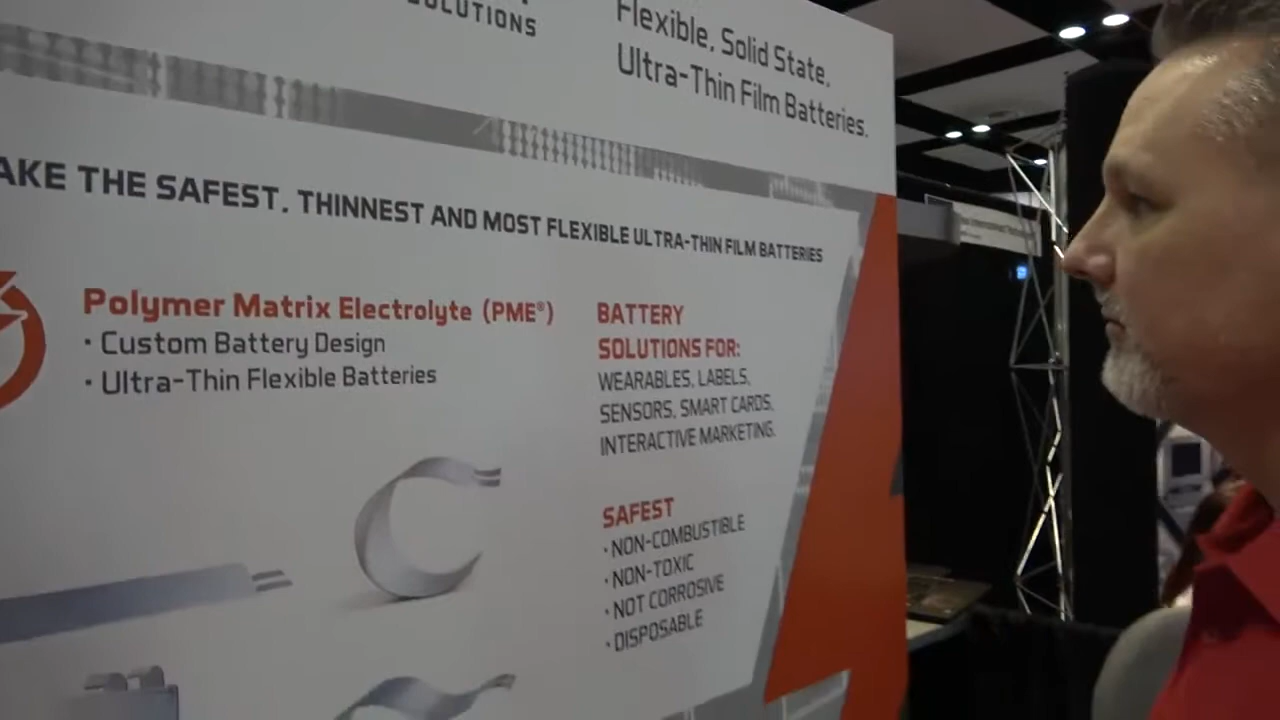 SOLUTIONS
Flexible, Solid State,
Ultra-Thin Film Batteries.
AKE THE SAFEST, THINNEST AND MOST FLEXIBLE ULTRA-THIN FILM BATTERIES
Polymer Matrix Electrolyte (PME®)
• Custom Battery Design
• Ultra-Thin Flexible Batteries
BATTERY
SOLUTIONS FOR:
WEARABLES, LABELS,
SENSORS, SMART CARDS,
INTERACTIVE MARKETING.
SAFEST
• NON-COMBUSTIBLE
• NON-TOXIC
• NOT CORROSIVE
• DISPOSABLE